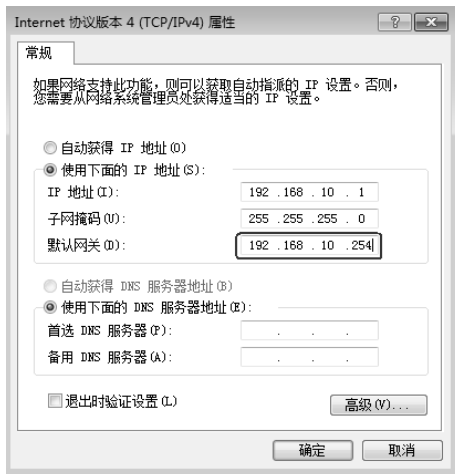 Internet 协议版本 4 (TCP/IPv4) 属性
常规
如果网络支持此功能，则可以获取自动指派的 IP 设置。否则，
您需要从网络系统管理员处获得适当的 IP 设置。
自动获得 IP 地址(O)
使用下面的 IP 地址(S):
IP 地址(I): 192 .168 .10 .1
子网掩码(U): 255 .255 .255 .0
默认网关(D): 192 .168 .10 .254
自动获得 DNS 服务器地址(B)
使用下面的 DNS 服务器地址(E):
首选 DNS 服务器(P): . . .
备用 DNS 服务器(A): . . .
退出时验证设置(L)
高级(V)...
确定 取消